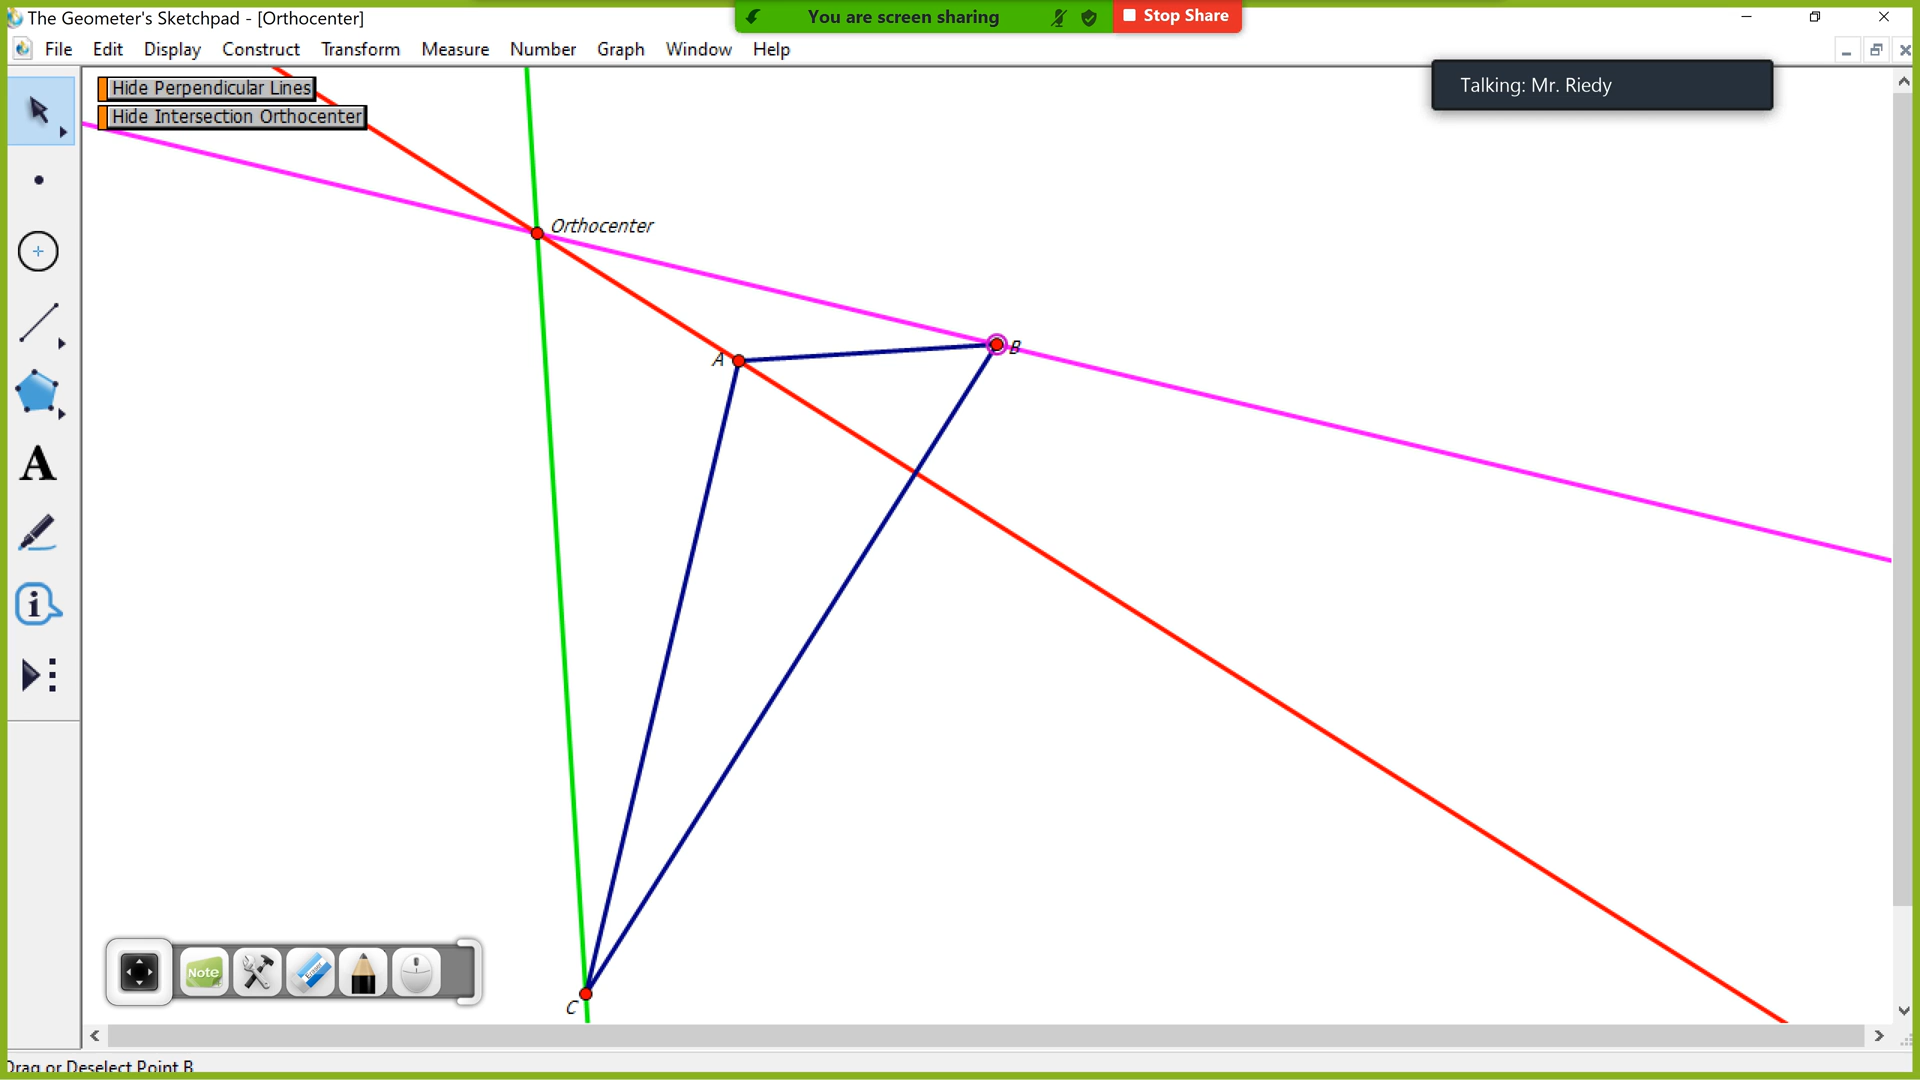 The Geometer's Sketchpad - [Orthocenter]
You are screen sharing
Stop Share
File Edit Display Construct Transform Measure Number Graph Window Help
Talking: Mr. Riedy
Hide Perpendicular Lines
Hide Intersection Orthocenter
Orthocenter
A
B
A
i
Note
Eraser
C
Drag or Deselect Point B